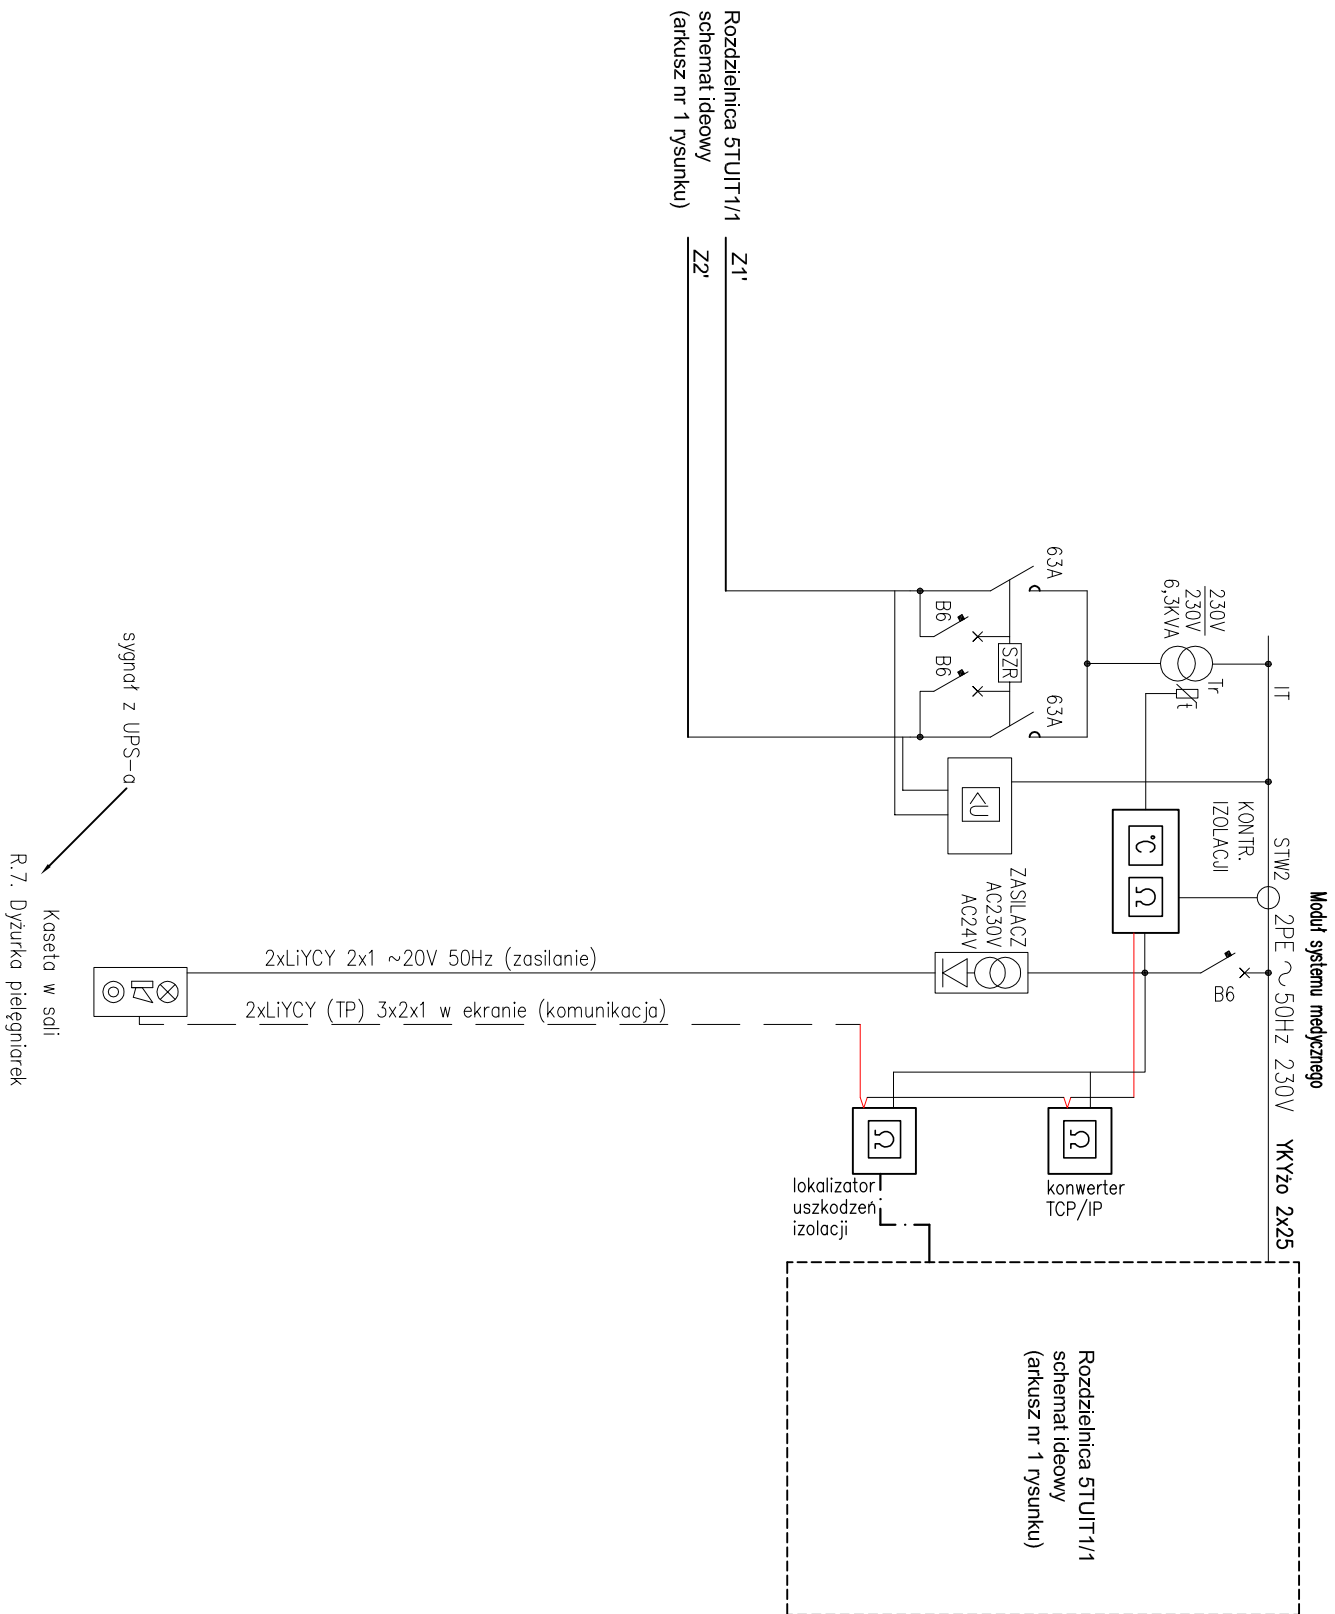 Moduł systemu medycznego
IT
STW2
2PE ~ 50Hz 230V
YKYżo 2x25
230V
230V
6,3KVA
Tr
t
KONTR.
IZOLACJI
°C
Ω
B6
63A
63A
SZR
B6
B6
<U
ZASILACZ
AC230V
AC24V
Ω
konwerter
TCP/IP
Ω
lokalizator
uszkodzeń
izolacji
Rozdzielnica 5TUIT1/1
schemat ideowy
(arkusz nr 1 rysunku)
Z1'
Z2'
Rozdzielnica 5TUIT1/1
schemat ideowy
(arkusz nr 1 rysunku)
2xLiYCY 2x1 ~20V 50Hz (zasilanie)
2xLiYCY (TP) 3x2x1 w ekranie (komunikacja)
sygnał z UPS-a
Kaseta w sali
R.7. Dyżurka pielęgniarek